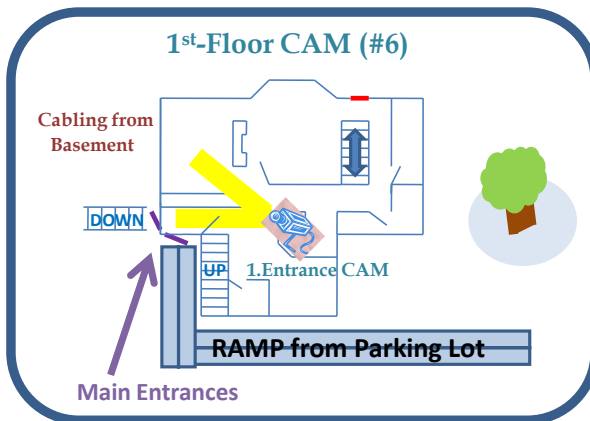 1st-Floor CAM (#6)
Cabling from
Basement
DOWN
UP
1.Entrance CAM
RAMP from Parking Lot
Main Entrances